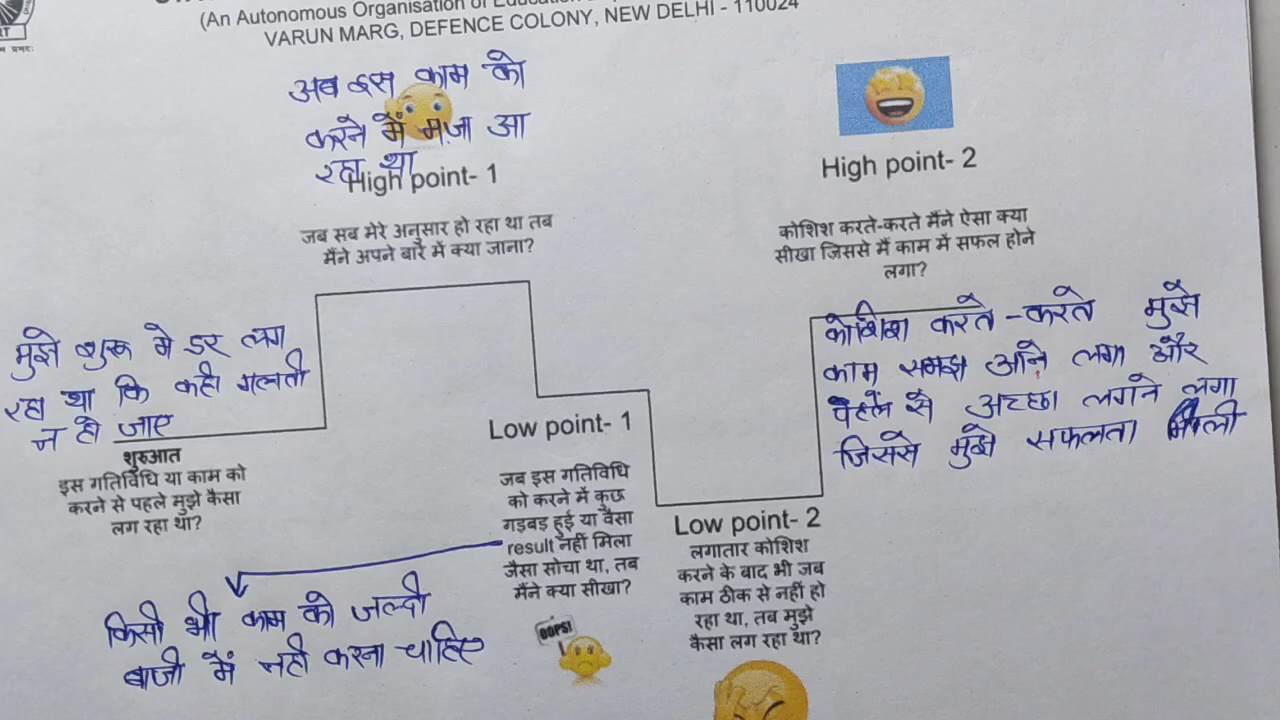 (An Autonomous Organisation of Education
VARUN MARG, DEFENCE COLONY, NEW DELHI - 110024
अब इस काम को
करने में मज़ा आ
रहा था
High point- 1
जब सब मेरे अनुसार हो रहा था तब
मैंने अपने बारे में क्या जाना?
High point- 2
कोशिश करते-करते मैंने ऐसा क्या
सीखा जिससे मैं काम में सफल होने
लगा?
मुझे शुरू मे डर लग
रहा था कि कही गलती
न हो जाए
शुरुआत
इस गतिविधि या काम को
करने से पहले मुझे कैसा
लग रहा था?
Low point- 1
जब इस गतिविधि
को करने में कुछ
गड़बड़ हुई या वैसा
result नहीं मिला
जैसा सोचा था, तब
मैंने क्या सीखा?
किसी भी काम को जल्दी
बाजी में नही करना चाहिए
OOPS!
Low point- 2
लगातार कोशिश
करने के बाद भी जब
काम ठीक से नहीं हो
रहा था, तब मुझे
कैसा लग रहा था?
कोशिश करते-करते मुझे
काम समझ आने लगा और
पहले से अच्छा लगने लगा
जिससे मुझे सफलता मिली